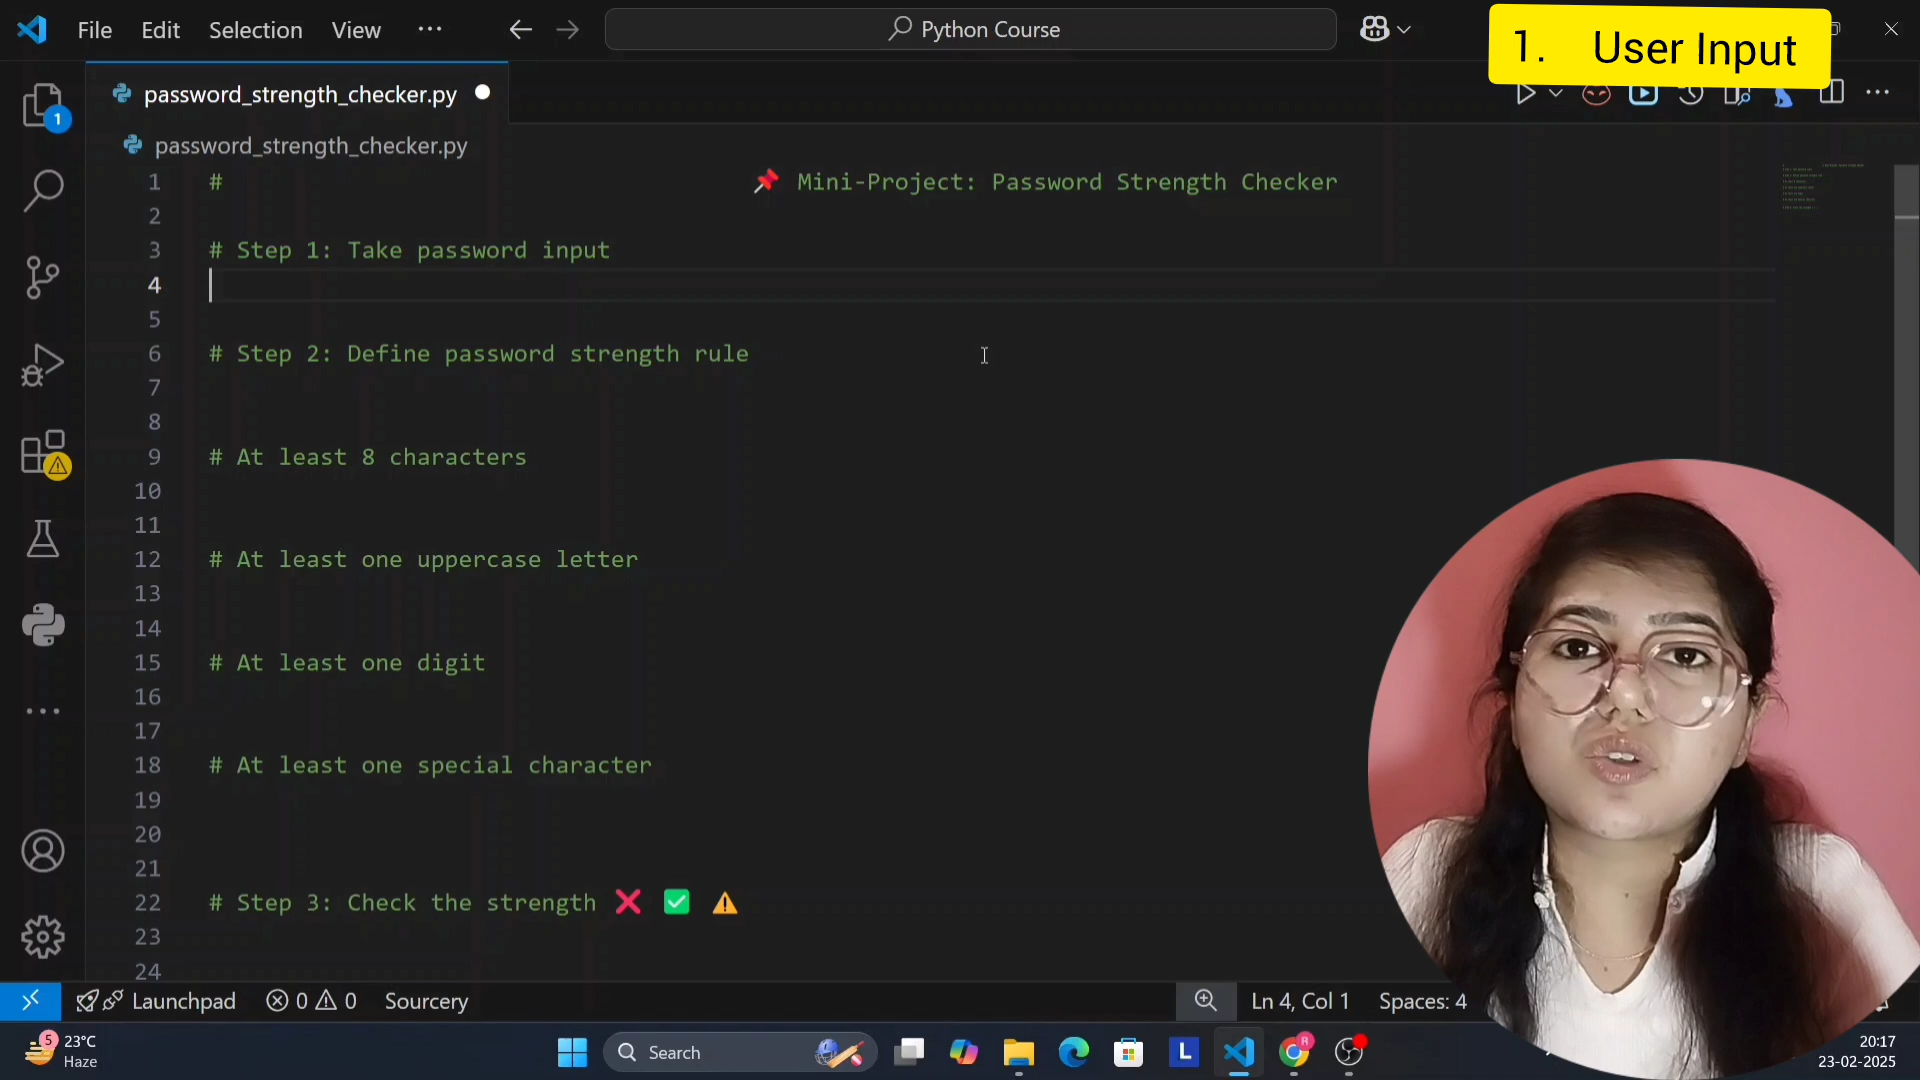 File Edit Selection View ···
Python Course
1. User Input
password_strength_checker.py
1
password_strength_checker.py
1 # 📌 Mini-Project: Password Strength Checker
2
3 # Step 1: Take password input
4
5
6 # Step 2: Define password strength rule
7
8
9 # At least 8 characters
10
11
12 # At least one uppercase letter
13
14
15 # At least one digit
16
17
18 # At least one special character
19
20
21
22 # Step 3: Check the strength ❌ ✅ ⚠
23
24
Launchpad 0 0 Sourcery
Ln 4, Col 1 Spaces: 4
5 23°C
Haze
Search
L
R
20:17
23-02-2025